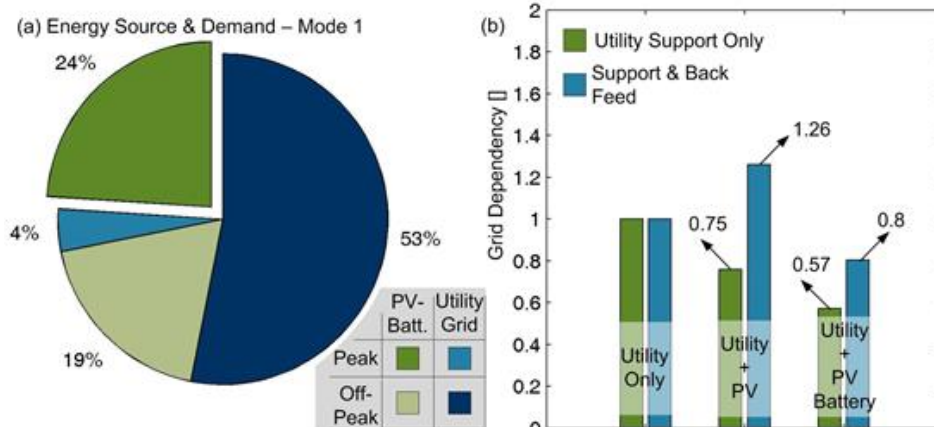 (a) Energy Source & Demand – Mode 1
24%
4%
19%
53%
PV-
Batt.
Utility
Grid
Peak
Off-
Peak
(b)
Grid Dependency []
2
1.8
1.6
1.4
1.2
1
0.8
0.6
0.4
0.2
0
Utility Support Only
Support & Back
Feed
0.75
1.26
0.57
0.8
Utility
Only
Utility
+
PV
Utility
+
PV
Battery